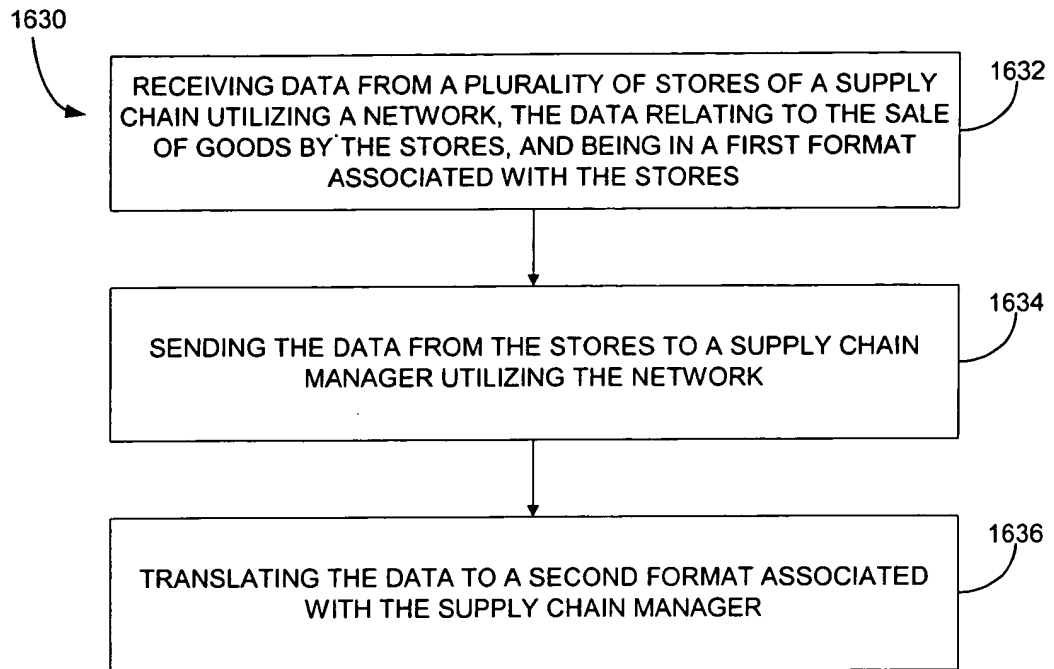 1630
RECEIVING DATA FROM A PLURALITY OF STORES OF A SUPPLY
CHAIN UTILIZING A NETWORK, THE DATA RELATING TO THE SALE
OF GOODS BY THE STORES, AND BEING IN A FIRST FORMAT
ASSOCIATED WITH THE STORES
1632
SENDING THE DATA FROM THE STORES TO A SUPPLY CHAIN
MANAGER UTILIZING THE NETWORK
1634
TRANSLATING THE DATA TO A SECOND FORMAT ASSOCIATED
WITH THE SUPPLY CHAIN MANAGER
1636